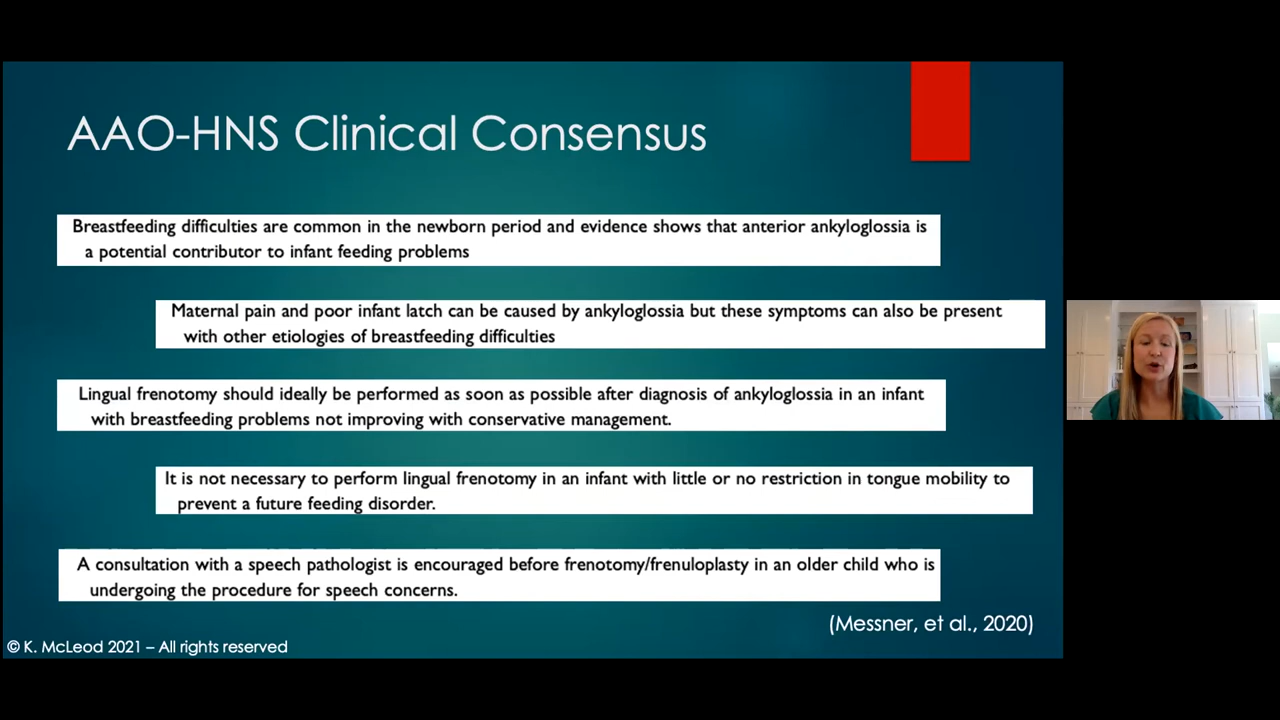 AAO-HNS Clinical Consensus
Breastfeeding difficulties are common in the newborn period and evidence shows that anterior ankyloglossia is
a potential contributor to infant feeding problems
Maternal pain and poor infant latch can be caused by ankyloglossia but these symptoms can also be present
with other etiologies of breastfeeding difficulties
Lingual frenotomy should ideally be performed as soon as possible after diagnosis of ankyloglossia in an infant
with breastfeeding problems not improving with conservative management.
It is not necessary to perform lingual frenotomy in an infant with little or no restriction in tongue mobility to
prevent a future feeding disorder.
A consultation with a speech pathologist is encouraged before frenotomy/frenuloplasty in an older child who is
undergoing the procedure for speech concerns.
(Messner, et al., 2020)
© K. McLeod 2021 – All rights reserved